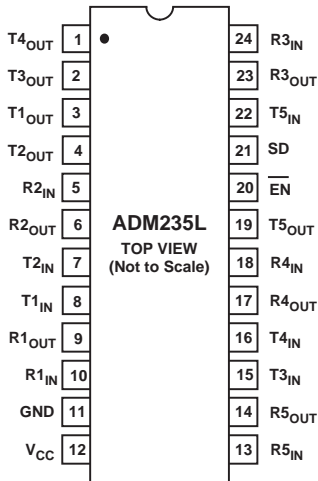 T4OUT 1 24 R3IN
T3OUT 2 23 R3OUT
T1OUT 3 22 T5IN
T2OUT 4 21 SD
R2IN 5 20 E̅N̅
R2OUT 6 ADM235L 19 T5OUT
TOP VIEW
(Not to Scale)
T2IN 7 18 R4IN
T1IN 8 17 R4OUT
R1OUT 9 16 T4IN
R1IN 10 15 T3IN
GND 11 14 R5OUT
VCC 12 13 R5IN